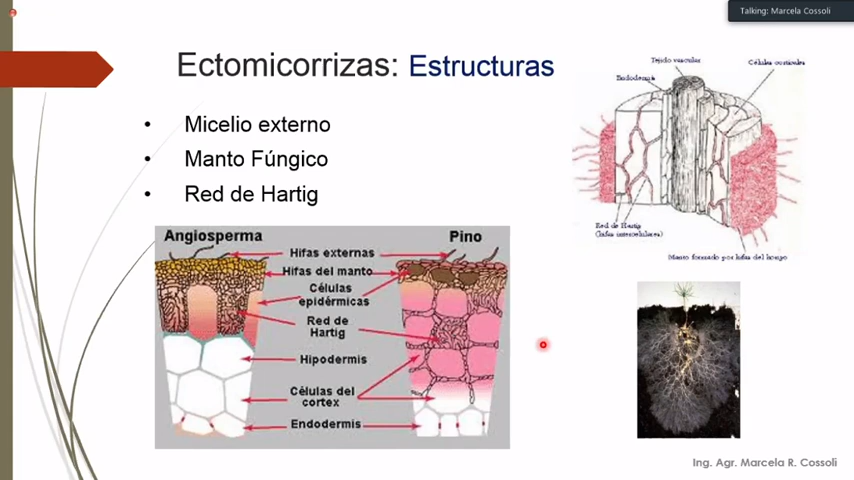 Talking: Marcela Cossoli
Ectomicorrizas: Estructuras
Micelio externo
Manto Fúngico
Red de Hartig
Tejido vascular
Endodermis
Células corticales
Red de Hartig
(hifas intercelulares)
Manto formado por hifas del hongo
Angiosperma
Pino
Hifas externas
Hifas del manto
Células
epidérmicas
Red de
Hartig
Hipodermis
Células del
cortex
Endodermis
Ing. Agr. Marcela R. Cossoli